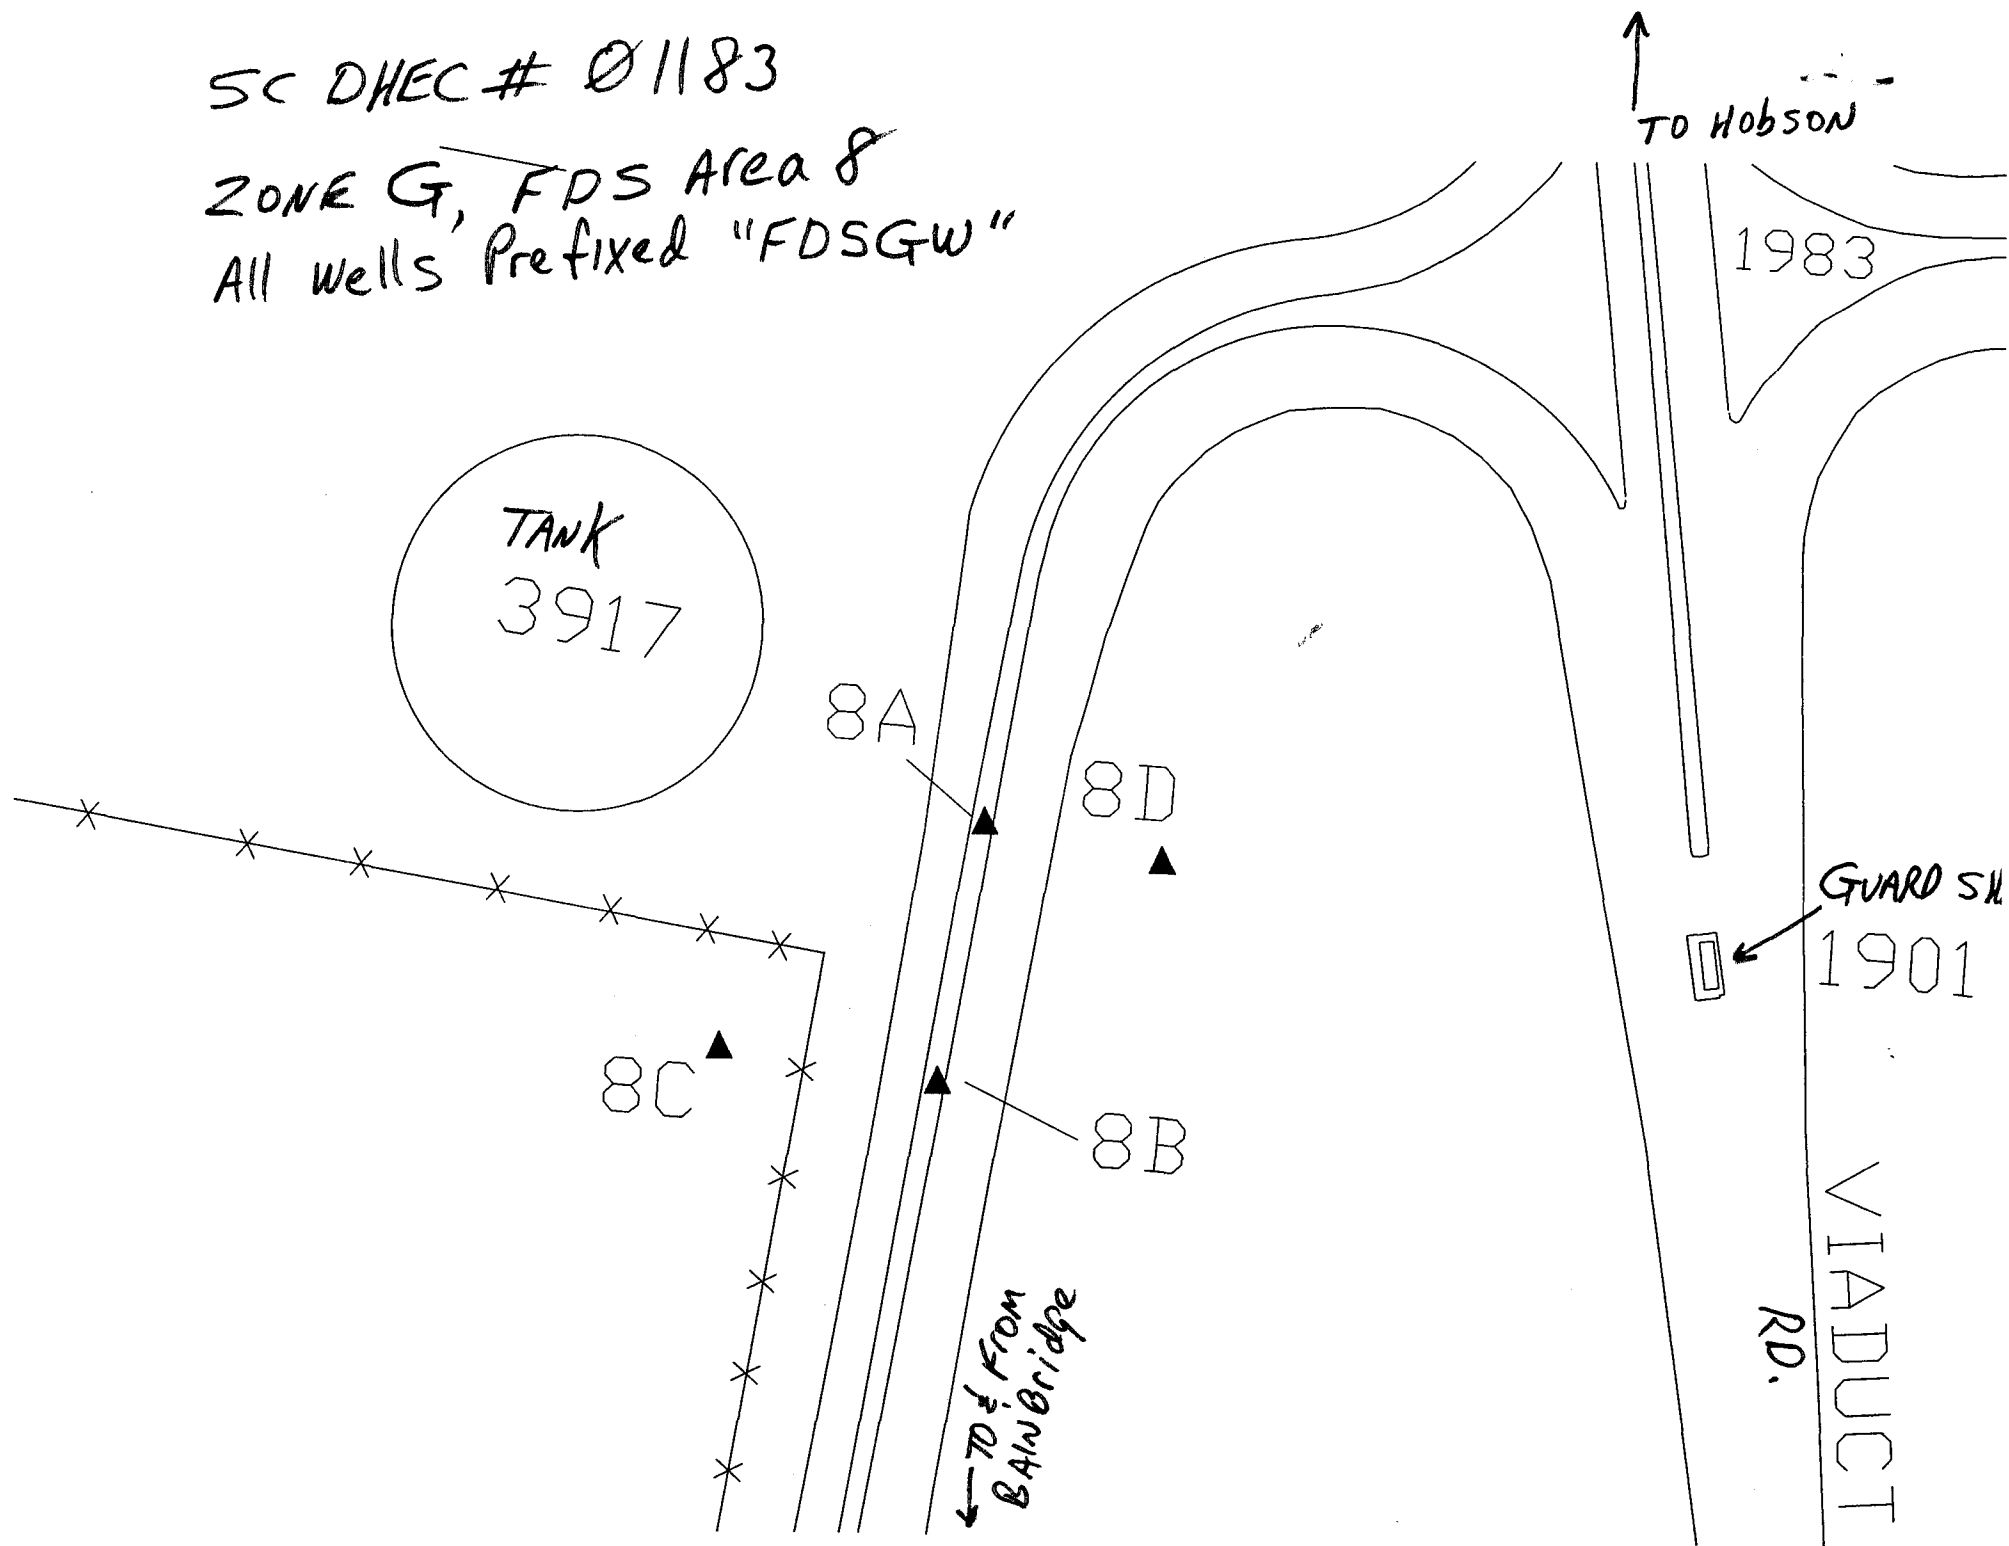 SC DHEC # Ø1183
ZONE G, FDS Area 8
All Wells Prefixed "FDSGW"
TO HObSON
1983
TANK
3917
8A
8D
GUARD SH
1901
8C
8B
TO & From
BAINBridge
VIADUCT
RD.